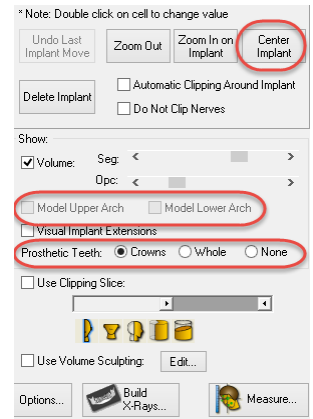 * Note: Double click on cell to change value
Undo Last
Implant Move
Zoom Out
Zoom In on
Implant
Center
Implant
Delete Implant
Automatic Clipping Around Implant
Do Not Clip Nerves
Show:
Volume: Seg:
Opc:
Model Upper Arch Model Lower Arch
Visual Implant Extensions
Prosthetic Teeth: Crowns Whole None
Use Clipping Slice:
Use Volume Sculpting: Edit...
Options...
Build
X-Rays...
Measure...